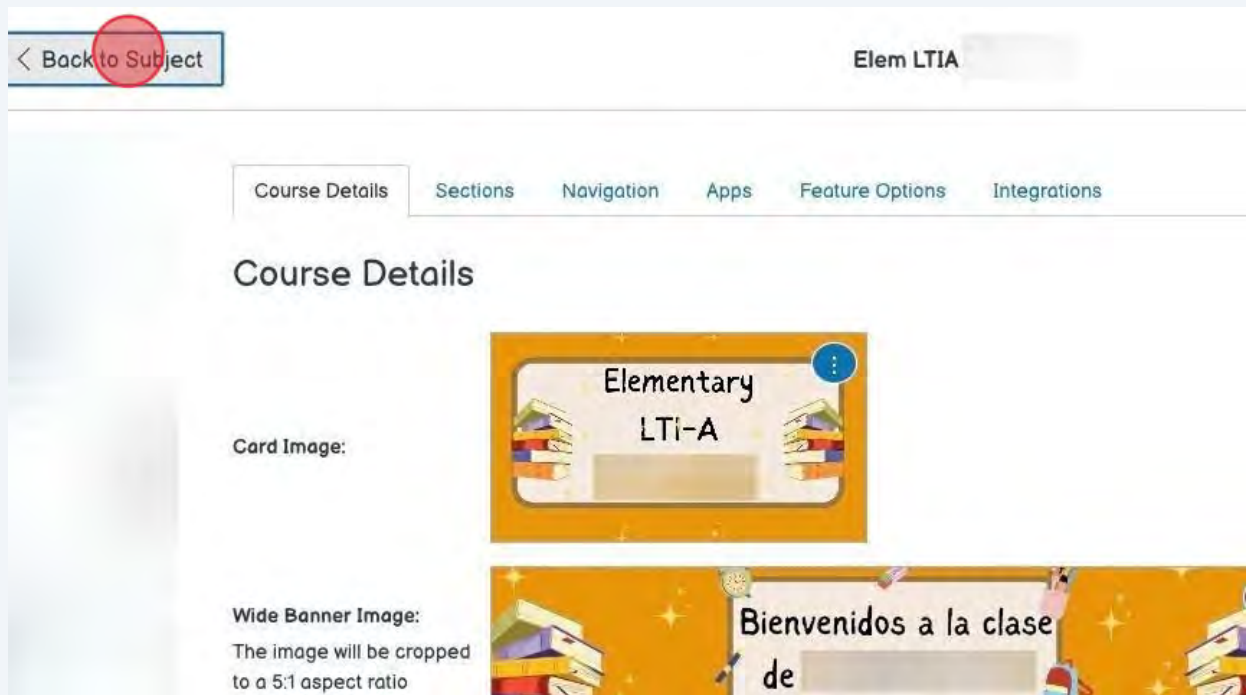 < Back to Subject
Elem LTIA
Course Details Sections Navigation Apps Feature Options Integrations
Course Details
Card Image:
Elementary
LTi-A
Wide Banner Image:
The image will be cropped
to a 5:1 aspect ratio
Bienvenidos a la clase
de